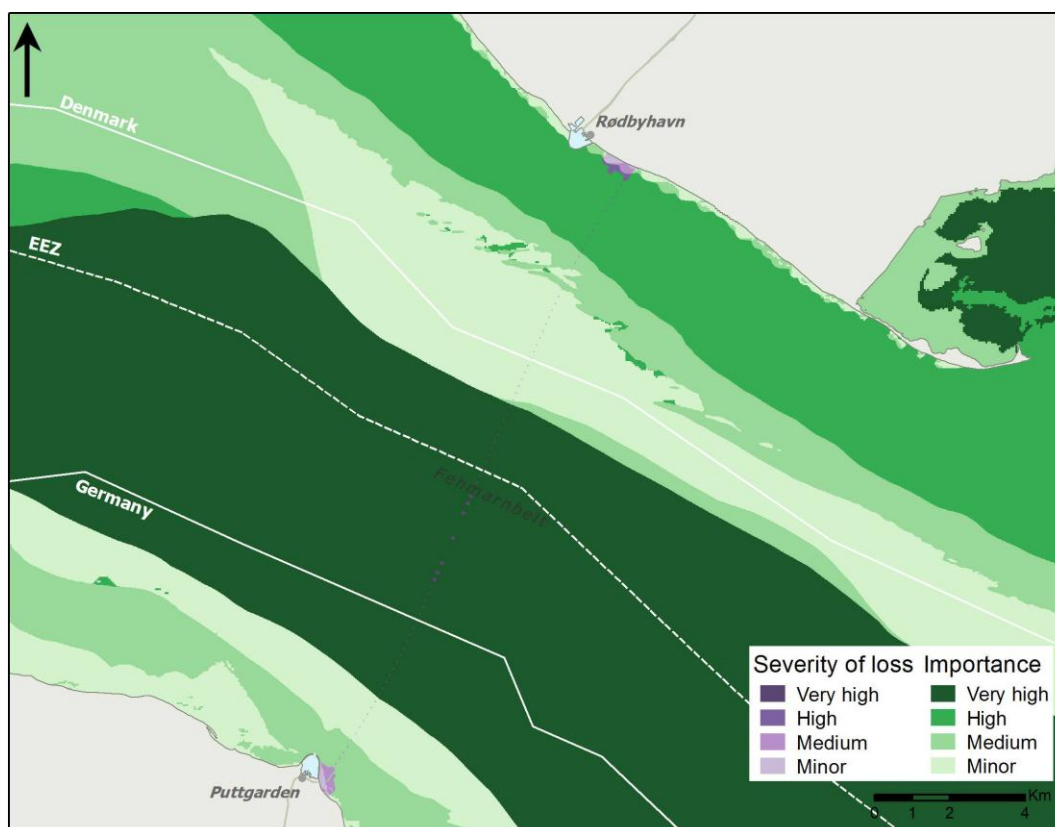 Denmark
Rødbyhavn
EEZ
Fehmarnbelt
Germany
Puttgarden
Severity of loss Importance
Very high Very high
High High
Medium Medium
Minor Minor
Km
0 1 2 4